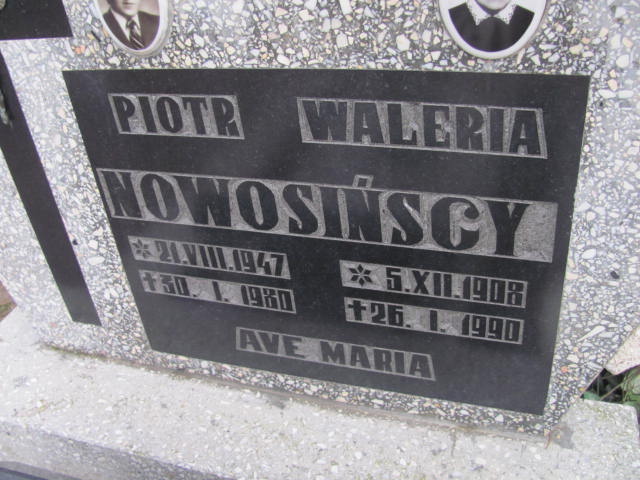 PIOTR WALERIA
NOWOSIŃSCY
* 21.VIII.1947 * 5.XII.1908
✝ 30. I. 1980 ✝ 26. I. 1990
AVE MARIA